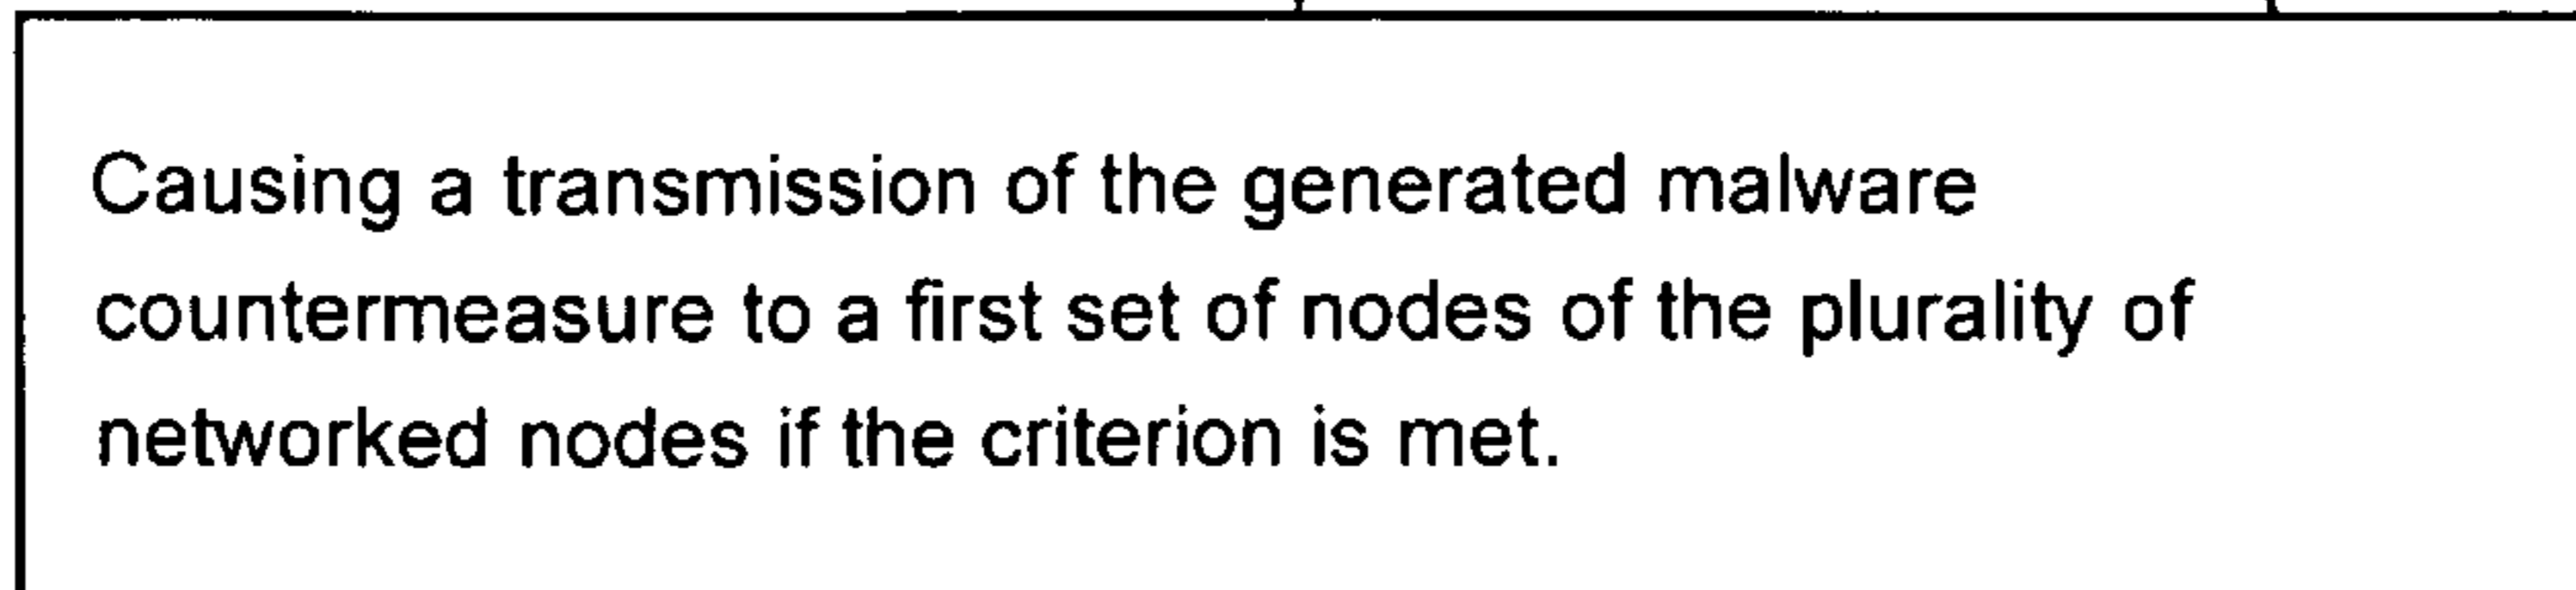 Causing a transmission of the generated malware
countermeasure to a first set of nodes of the plurality of
networked nodes if the criterion is met.